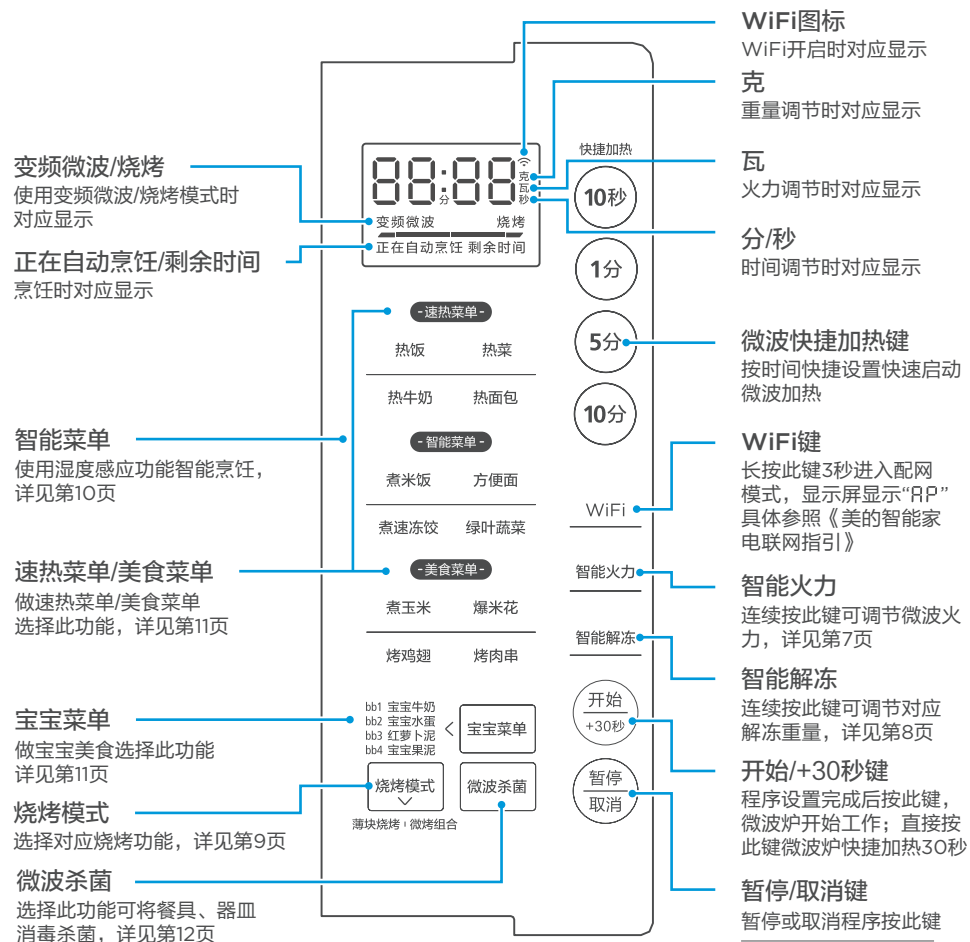 变频微波/烧烤
使用变频微波/烧烤模式时
对应显示
正在自动烹饪/剩余时间
烹饪时对应显示
智能菜单
使用湿度感应功能智能烹饪，
详见第10页
速热菜单/美食菜单
做速热菜单/美食菜单
选择此功能，详见第11页
宝宝菜单
做宝宝美食选择此功能
详见第11页
烧烤模式
选择对应烧烤功能，详见第9页
微波杀菌
选择此功能可将餐具、器皿
消毒杀菌，详见第12页
88:88
克
瓦
分 秒
变频微波 烧烤
正在自动烹饪 剩余时间
-速热菜单-
热饭 热菜
热牛奶 热面包
-智能菜单-
煮米饭 方便面
煮速冻饺 绿叶蔬菜
-美食菜单-
煮玉米 爆米花
烤鸡翅 烤肉串
bb1 宝宝牛奶
bb2 宝宝水蛋
bb3 红萝卜泥
bb4 宝宝果泥
< 宝宝菜单
烧烤模式 微波杀菌
薄块烧烤 微烤组合
快捷加热
10秒
1分
5分
10分
WiFi
智能火力
智能解冻
开始
+30秒
暂停
取消
WiFi图标
WiFi开启时对应显示
克
重量调节时对应显示
瓦
火力调节时对应显示
分/秒
时间调节时对应显示
微波快捷加热键
按时间快捷设置快速启动
微波加热
WiFi键
长按此键3秒进入配网
模式，显示屏显示“AP”
具体参照《美的智能家
电联网指引》
智能火力
连续按此键可调节微波火
力，详见第7页
智能解冻
连续按此键可调节对应
解冻重量，详见第8页
开始/+30秒键
程序设置完成后按此键，
微波炉开始工作；直接按
此键微波炉快捷加热30秒
暂停/取消键
暂停或取消程序按此键